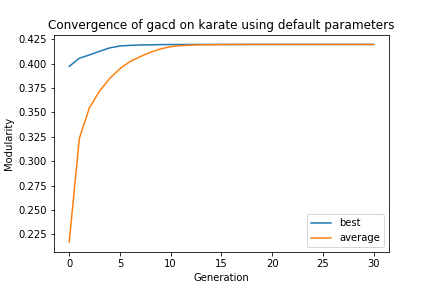 Convergence of gacd on karate using default parameters
0.425
0.400
0.375
0.350
0.325
0.300
0.275
0.250
0.225
Modularity
best
average
0 5 10 15 20 25 30
Generation